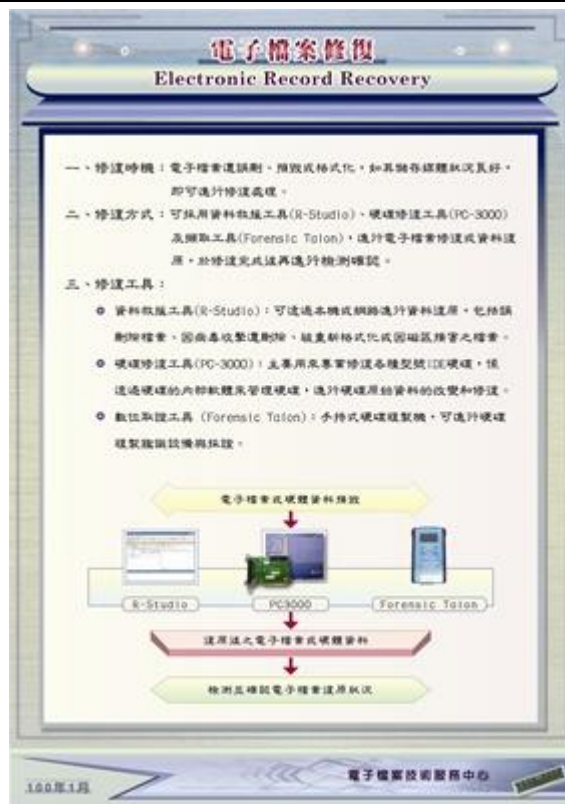 電子檔案修復
Electronic Record Recovery
一、修復時機：電子檔案遭誤刪、損毀或格式化，如其儲存媒體狀況良好，
即可進行修復處理。
二、修復方式：可採用資料救援工具(R-Studio)、硬碟修復工具(PC-3000)
及擷取工具(Forensic Talon)，進行電子檔案修復或資料還
原，於修復完成後再進行檢測確認。
三、修復工具：
資料救援工具(R-Studio)：可透過本機或網路進行資料還原，包括誤
刪除檔案、因病毒攻擊遭刪除、被重新格式化或因磁區損害之檔案。
硬碟修復工具(PC-3000)：主要用來專業修復各種型號IDE硬碟，係
透過硬碟的內部軟體來管理硬碟，進行硬碟原始資料的改變和修復。
數位取證工具 (Forensic Talon)：手持式硬碟複製機，可進行硬碟
複製鑑識設備與採證。
電子檔案或硬體資料損毀
R-Studio
PC3000
Forensic Talon
還原後之電子檔案或硬體資料
檢測並確認電子檔案還原狀況
100年1月
電子檔案技術服務中心